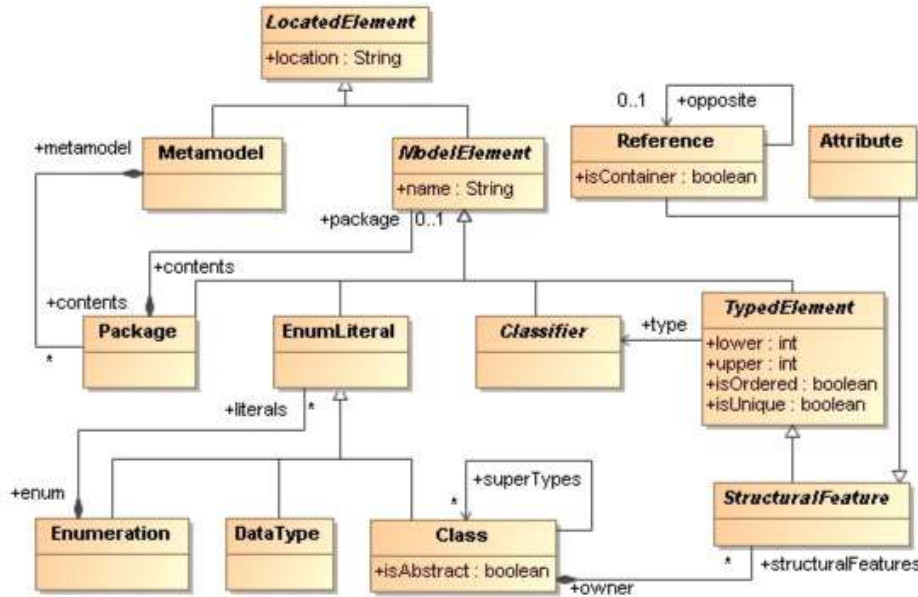 LocatedElement
+location : String
0..1
+opposite
+metamodel
Metamodel
ModelElement
+name : String
Reference
+isContainer : boolean
Attribute
+package
0..1
+contents
+contents
*
Package
EnumLiteral
Classifier
+type
TypedElement
+lower : int
+upper : int
+isOrdered : boolean
+isUnique : boolean
+literals
*
+superTypes
*
+enum
Enumeration
DataType
Class
+isAbstract : boolean
StructuralFeature
+owner
*
+structuralFeatures